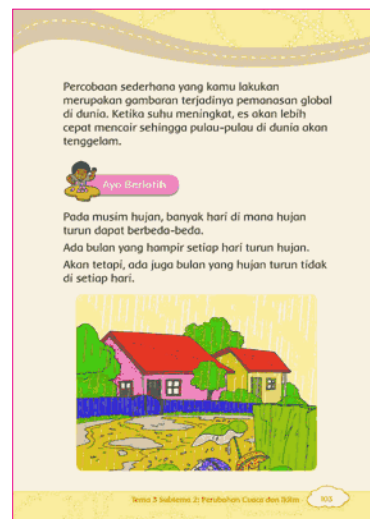 Percobaan sederhana yang kamu lakukan
merupakan gambaran terjadinya pemanasan global
di dunia. Ketika suhu meningkat, es akan lebih
cepat mencair sehingga pulau-pulau di dunia akan
tenggelam.
Ayo Berlatih
Pada musim hujan, banyak hari di mana hujan
turun dapat berbeda-beda.
Ada bulan yang hampir setiap hari turun hujan.
Akan tetapi, ada juga bulan yang hujan turun tidak
di setiap hari.
Tema 3 Subtema 2: Perubahan Cuaca dan Iklim 103